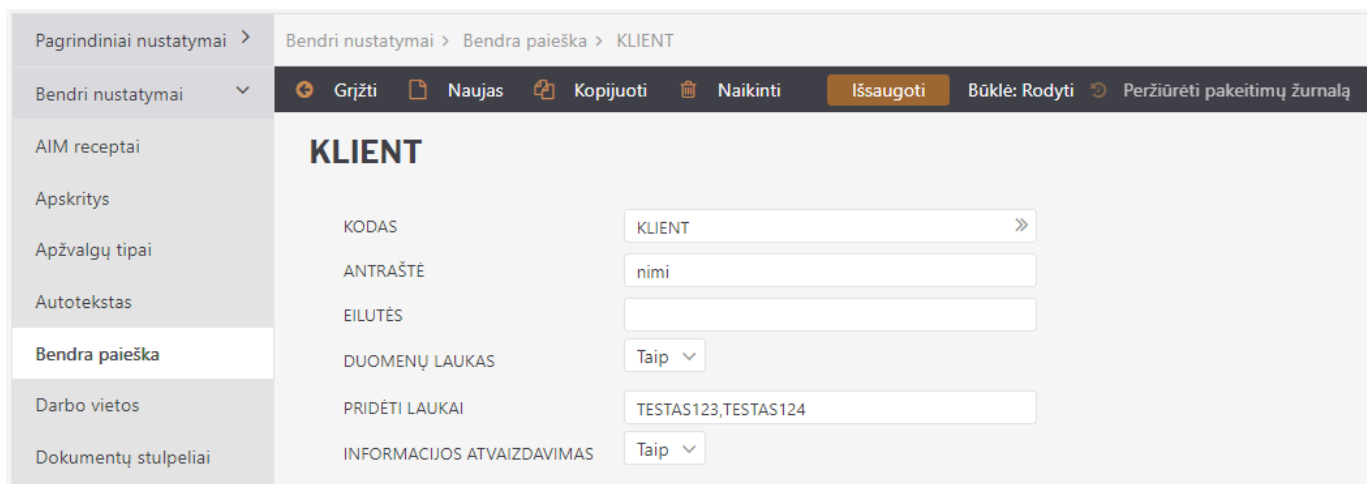 Pagrindiniai nustatymai
Bendri nustatymai > Bendra paieška > KLIENT
Bendri nustatymai
Grįžti Naujas Kopijuoti Naikinti Išsaugoti Būklė: Rodyti Peržiūrėti pakeitimų žurnalą
AIM receptai
KLIENT
Apskritys
KODAS KLIENT
Apžvalgų tipai
ANTRAŠTĖ nimi
Autotekstas
EILUTĖS
Bendra paieška
DUOMENŲ LAUKAS Taip
Darbo vietos
PRIDĖTI LAUKAI TESTAS123,TESTAS124
Dokumentų stulpeliai
INFORMACIJOS ATVAIZDAVIMAS Taip